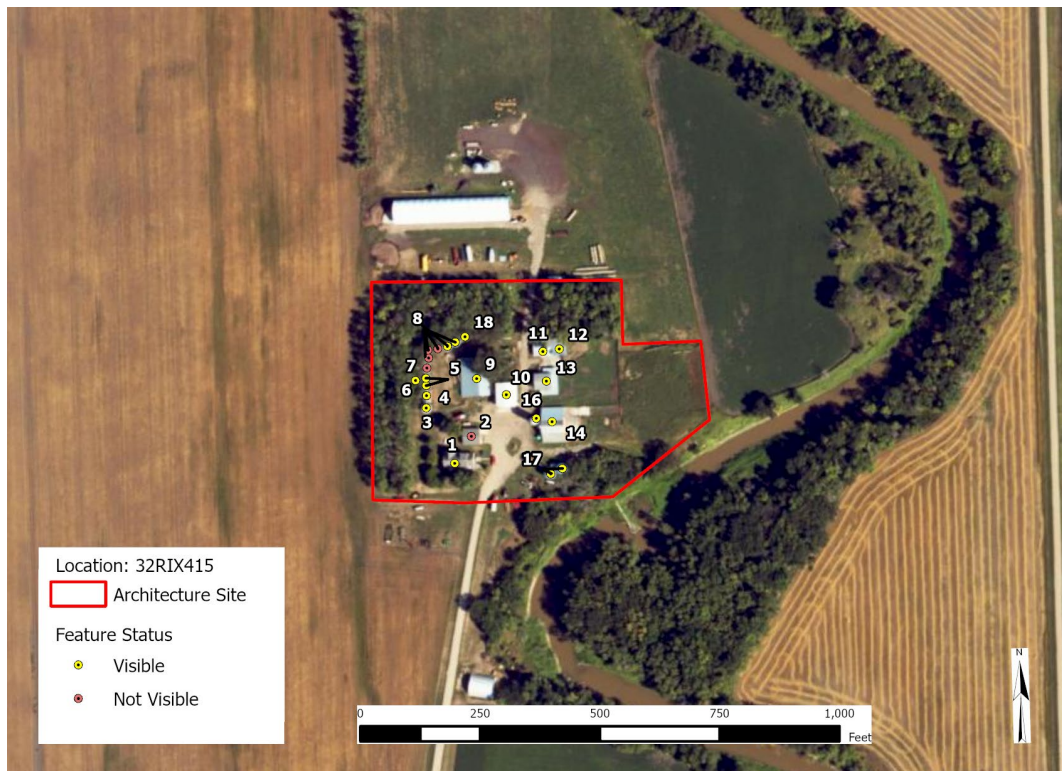 8
18
11
12
7
5
9
13
6
10
4
3
16
2
14
1
17
Location: 32RIX415
Architecture Site
Feature Status
Visible
Not Visible
N
0 250 500 750 1,000
Feet